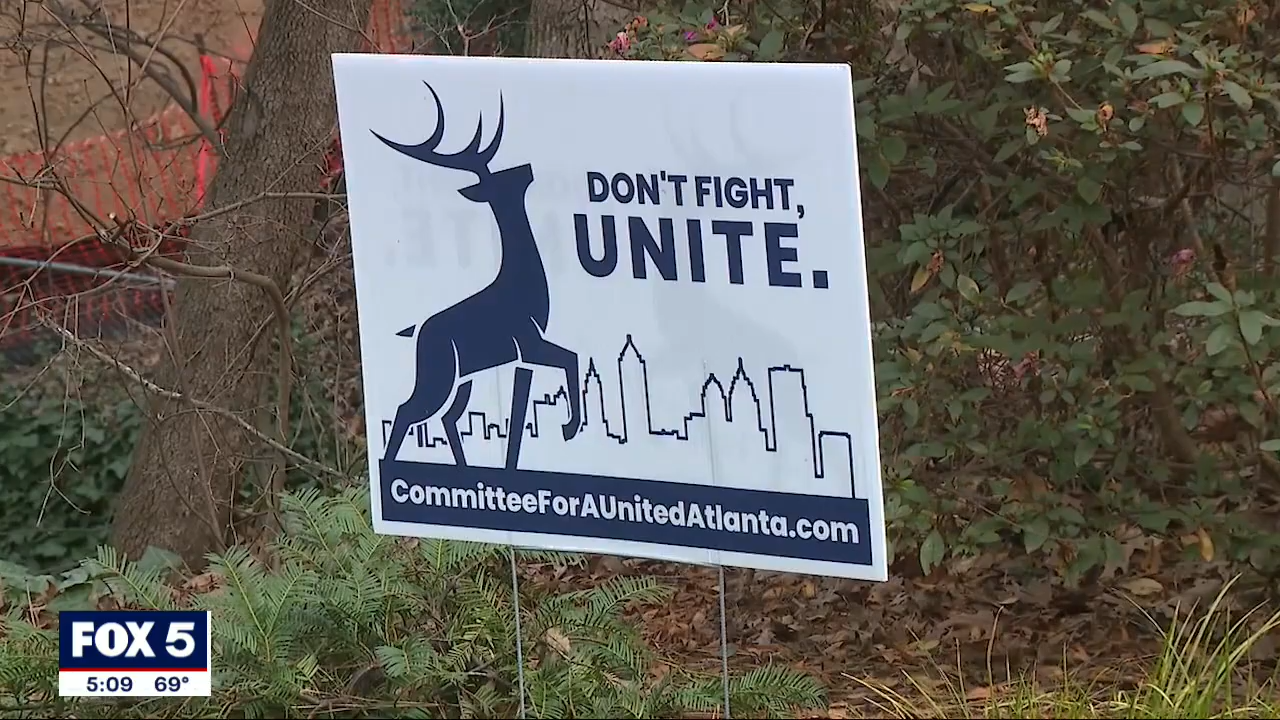 DON'T FIGHT,
UNITE.
CommitteeForAUnitedAtlanta.com
FOX 5
5:09 69°